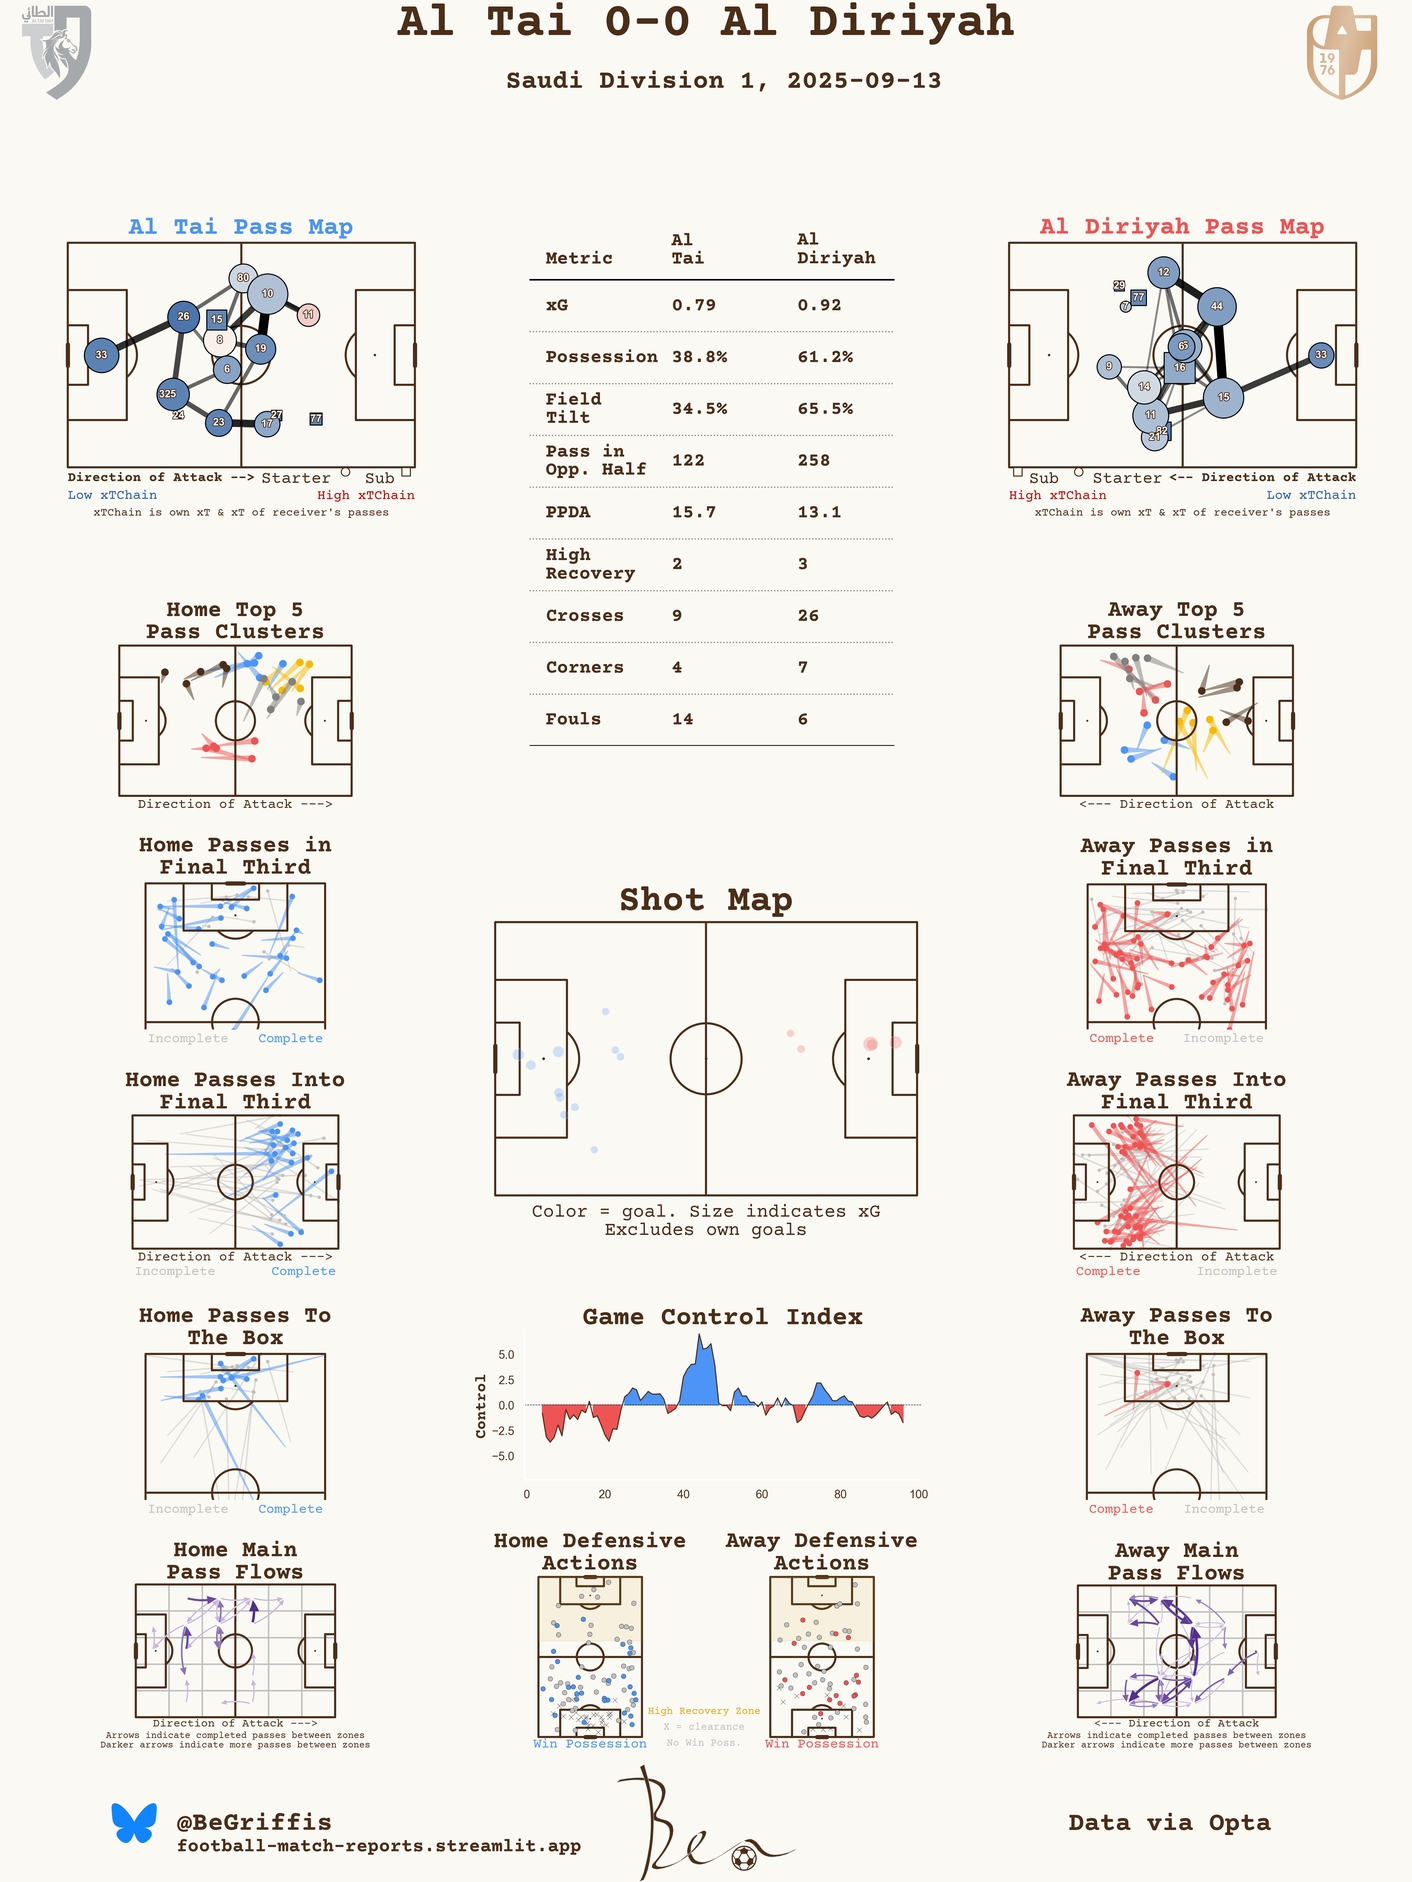 Al Tai 0-0 Al Diriyah
Saudi Division 1, 2025-09-13
الطائي
19
76
Al Tai Pass Map
80
10
11
26
15
8
19
33
6
325
24
23
17
27
77
Direction of Attack --> Starter Sub
Low xTChain High xTChain
xTChain is own xT & xT of receiver's passes
Metric Al Tai Al Diriyah
xG 0.79 0.92
Possession 38.8% 61.2%
Field Tilt 34.5% 65.5%
Pass in Opp. Half 122 258
PPDA 15.7 13.1
High Recovery 2 3
Crosses 9 26
Corners 4 7
Fouls 14 6
Al Diriyah Pass Map
12
29
77
7
44
33
9
16
14
15
11
82
21
Sub Starter <-- Direction of Attack
High xTChain Low xTChain
xTChain is own xT & xT of receiver's passes
Home Top 5
Pass Clusters
Direction of Attack --->
Away Top 5
Pass Clusters
<--- Direction of Attack
Home Passes in
Final Third
Incomplete Complete
Away Passes in
Final Third
Complete Incomplete
Shot Map
Color = goal. Size indicates xG
Excludes own goals
Home Passes Into
Final Third
Direction of Attack --->
Incomplete Complete
Away Passes Into
Final Third
<--- Direction of Attack
Complete Incomplete
Home Passes To
The Box
Incomplete Complete
Game Control Index
Control
5.0
2.5
0.0
−2.5
−5.0
0 20 40 60 80 100
Away Passes To
The Box
Complete Incomplete
Home Main
Pass Flows
Direction of Attack --->
Arrows indicate completed passes between zones
Darker arrows indicate more passes between zones
Home Defensive
Actions
Win Possession
Away Defensive
Actions
Win Possession
High Recovery Zone
X = clearance
No Win Poss.
Away Main
Pass Flows
<--- Direction of Attack
Arrows indicate completed passes between zones
Darker arrows indicate more passes between zones
@BeGriffis
football-match-reports.streamlit.app
Ben
Data via Opta